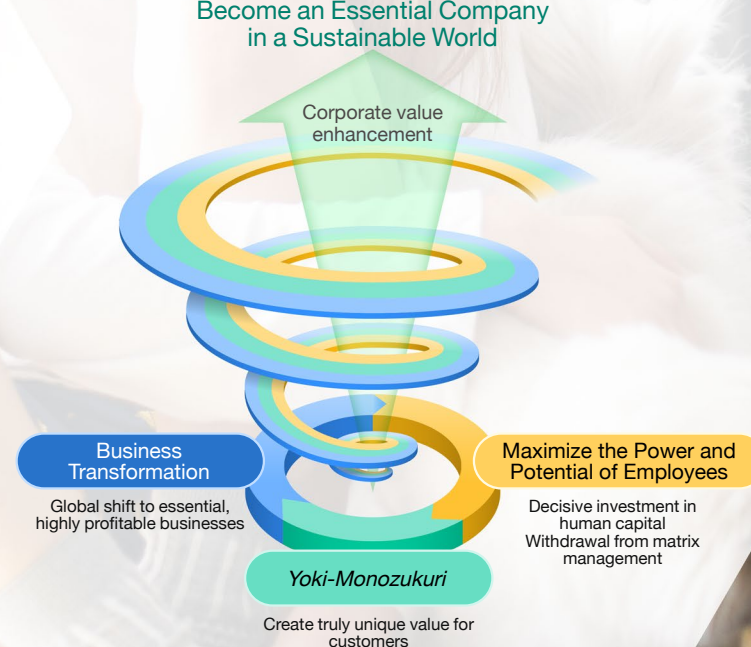 Become an Essential Company
in a Sustainable World
Corporate value
enhancement
Business
Transformation
Global shift to essential,
highly profitable businesses
Maximize the Power and
Potential of Employees
Decisive investment in
human capital
Withdrawal from matrix
management
Yoki-Monozukuri
Create truly unique value for
customers